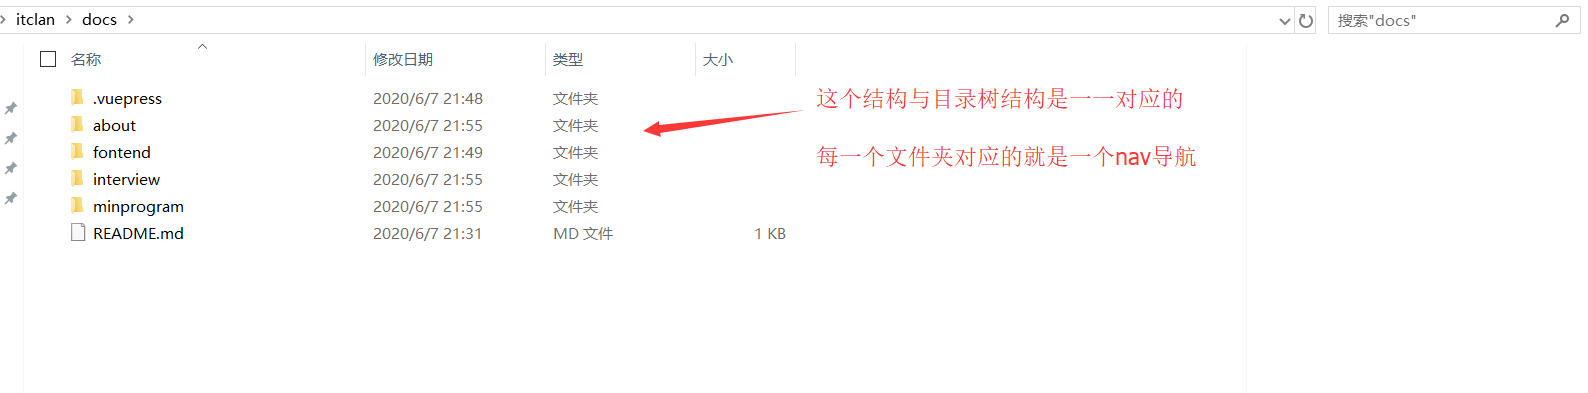 itclan > docs >
搜索"docs"
名称 修改日期 类型 大小
.vuepress 2020/6/7 21:48 文件夹
about 2020/6/7 21:55 文件夹
fontend 2020/6/7 21:49 文件夹
interview 2020/6/7 21:55 文件夹
minprogram 2020/6/7 21:55 文件夹
README.md 2020/6/7 21:31 MD 文件 1 KB
这个结构与目录树结构是一一对应的
每一个文件夹对应的就是一个nav导航